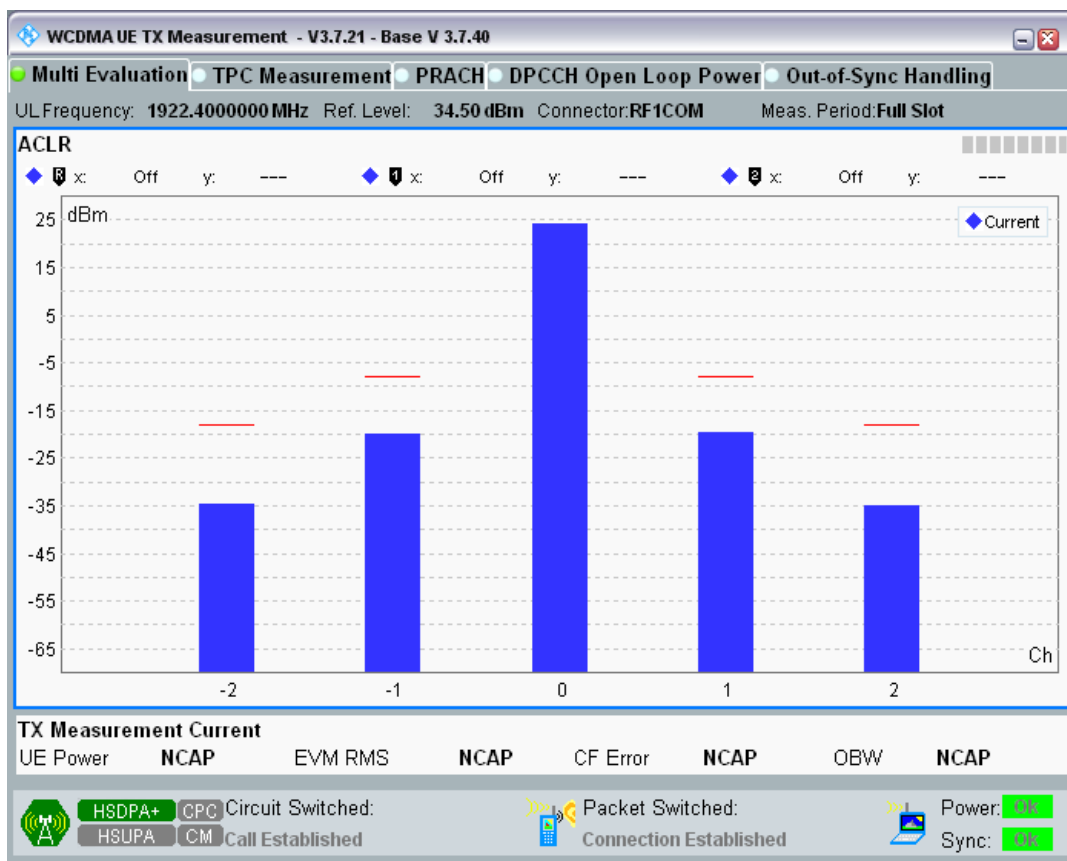 WCDMA UE TX Measurement - V3.7.21 - Base V 3.7.40
Multi Evaluation TPC Measurement PRACH DPCCH Open Loop Power Out-of-Sync Handling
UL Frequency: 1922.4000000 MHz Ref. Level: 34.50 dBm Connector:RF1COM Meas. Period:Full Slot
ACLR
R x: Off y: --- 1 x: Off y: --- 2 x: Off y: ---
dBm
Current
25
15
5
-5
-15
-25
-35
-45
-55
-65
Ch
-2 -1 0 1 2
TX Measurement Current
UE Power NCAP EVM RMS NCAP CF Error NCAP OBW NCAP
HSDPA+ CPC Circuit Switched: Packet Switched: Power: Ok
HSUPA CM Call Established Connection Established Sync: Ok